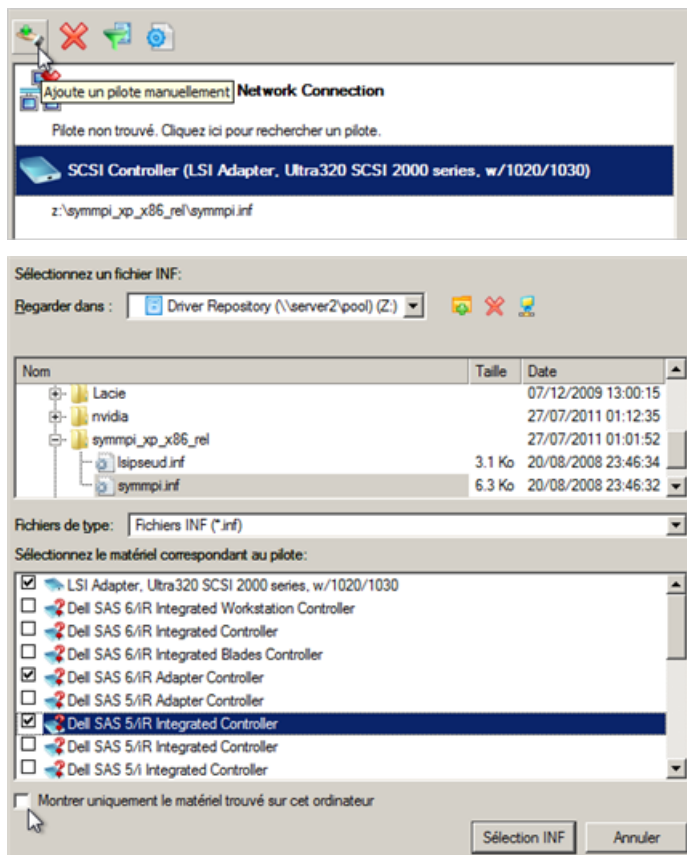 Ajoute un pilote manuellement Network Connection
Pilote non trouvé. Cliquez ici pour rechercher un pilote.
SCSI Controller (LSI Adapter, Ultra320 SCSI 2000 series, w/1020/1030)
z:\symmpi_xp_x86_rel\symmpi.inf
Sélectionnez un fichier INF:
Regarder dans : Driver Repository (\\server2\pool) (Z:)
Nom Taille Date
Lacie 07/12/2009 13:00:15
nvidia 27/07/2011 01:12:35
symmpi_xp_x86_rel 27/07/2011 01:01:52
lsipseud.inf 3.1 Ko 20/08/2008 23:46:34
symmpi.inf 6.3 Ko 20/08/2008 23:46:32
Fichiers de type: Fichiers INF (*.inf)
Sélectionnez le matériel correspondant au pilote:
LSI Adapter, Ultra320 SCSI 2000 series, w/1020/1030
Dell SAS 6/iR Integrated Workstation Controller
Dell SAS 6/iR Integrated Controller
Dell SAS 6/iR Integrated Blades Controller
Dell SAS 6/iR Adapter Controller
Dell SAS 5/iR Adapter Controller
Dell SAS 5/iR Integrated Controller
Dell SAS 5/iR Integrated Controller
Dell SAS 5/i Integrated Controller
Montrer uniquement le matériel trouvé sur cet ordinateur
Sélection INF Annuler